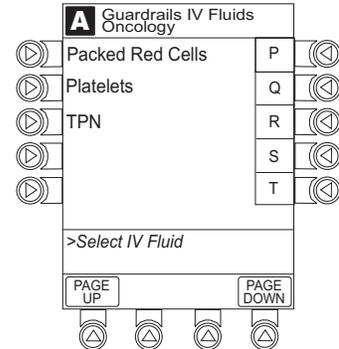 A Guardrails IV Fluids
Oncology
Packed Red Cells P
Platelets Q
TPN R
S
T
>Select IV Fluid
PAGE
UP
PAGE
DOWN